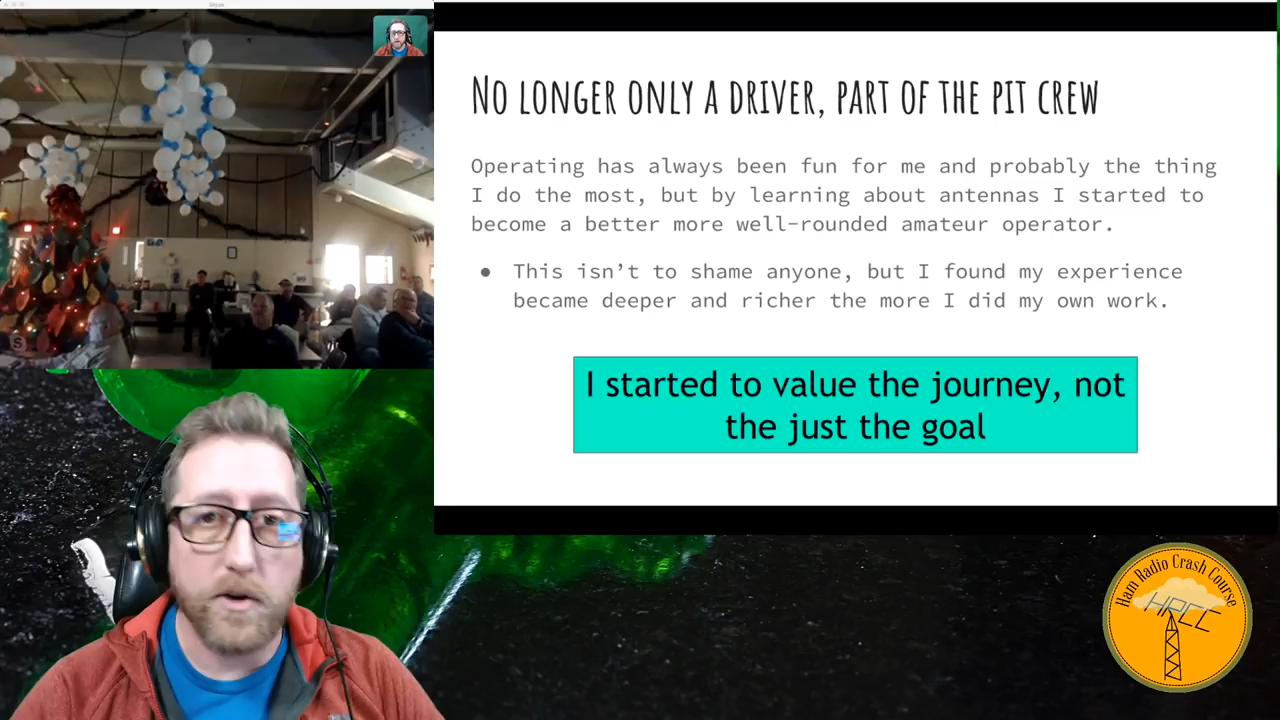 Skype
No longer only a driver, part of the pit crew
Operating has always been fun for me and probably the thing
I do the most, but by learning about antennas I started to
become a better more well-rounded amateur operator.
● This isn't to shame anyone, but I found my experience
became deeper and richer the more I did my own work.
I started to value the journey, not
the just the goal
Ham Radio Crash Course
HRCC